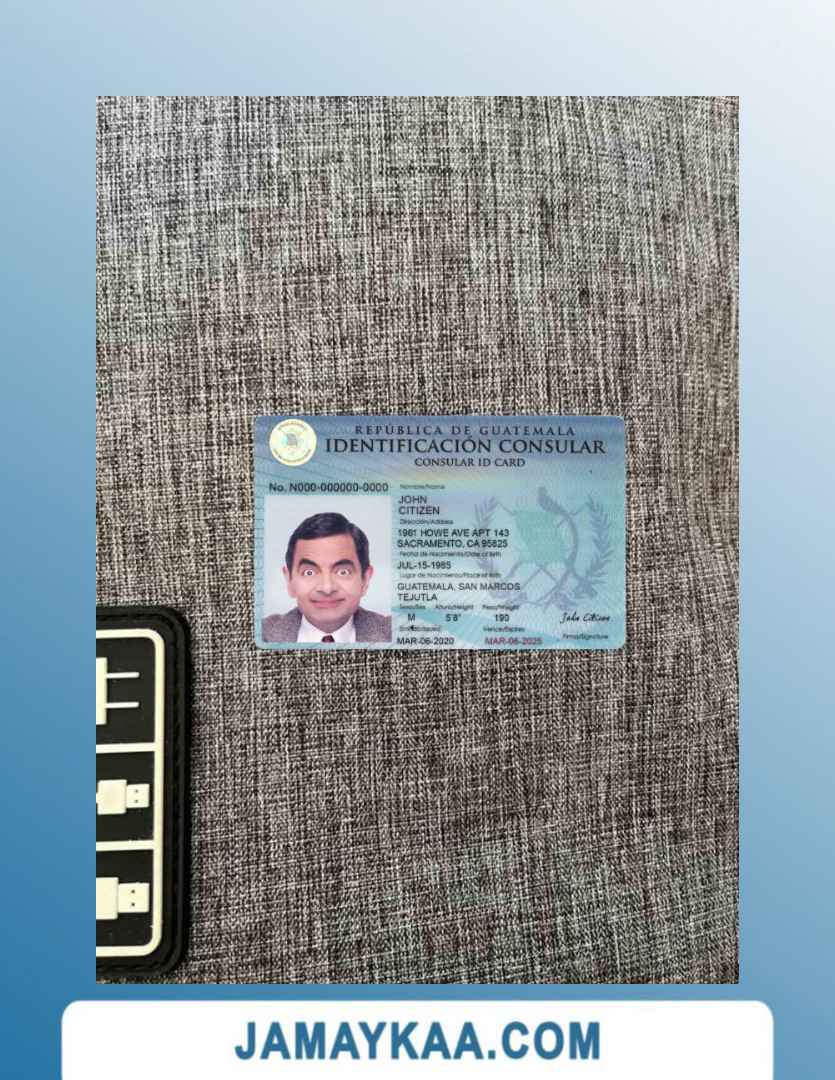 REPÚBLICA DE GUATEMALA
IDENTIFICACIÓN CONSULAR
CONSULAR ID CARD
No. N000-000000-0000
Nombre/Name
JOHN
CITIZEN
Dirección/Address
1961 HOWE AVE APT 143
SACRAMENTO, CA 95825
Fecha de Nacimiento/Date of Birth
JUL-15-1985
Lugar de Nacimiento/Place of Birth
GUATEMALA, SAN MARCOS
TEJUTLA
Sexo/Sex Altura/Height Peso/Weight
M 5'8" 190
John Citizen
Emitido/Issued Vence/Expires
Firma/Signature
MAR-06-2020 MAR-06-2025
JAMAYKAA.COM